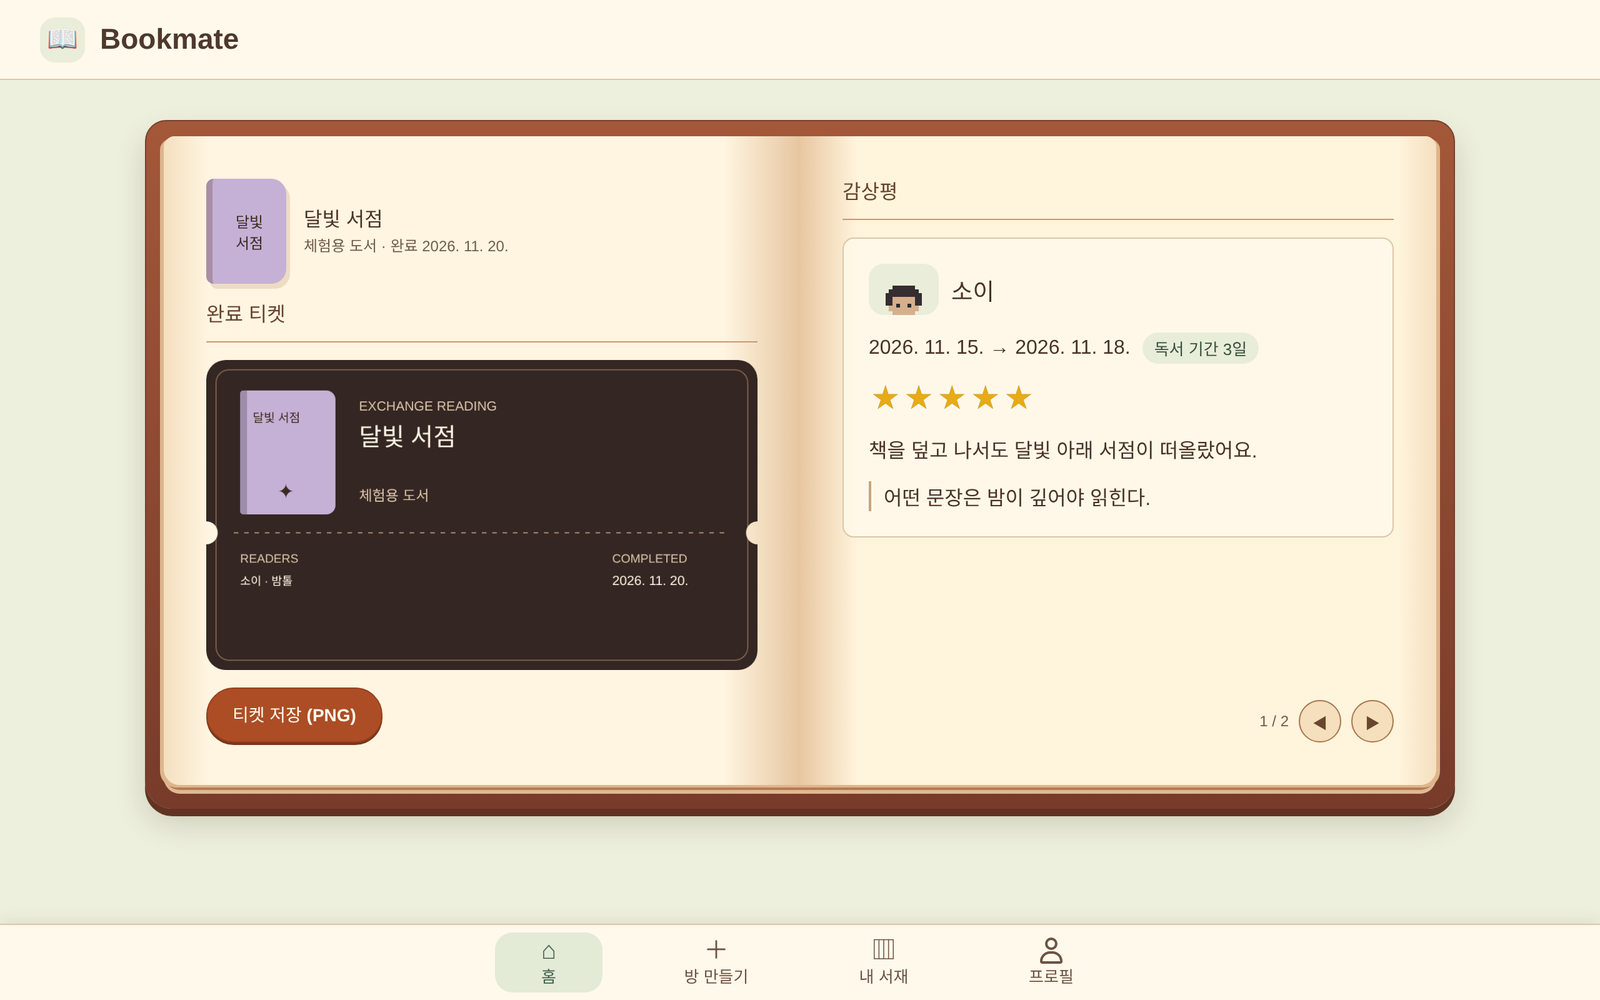 Bookmate
달빛
서점
달빛 서점
체험용 도서 · 완료 2026. 11. 20.
완료 티켓
달빛 서점
EXCHANGE READING
달빛 서점
체험용 도서
READERS
소이 · 밤톨
COMPLETED
2026. 11. 20.
티켓 저장 (PNG)
감상평
소이
2026. 11. 15. → 2026. 11. 18.
독서 기간 3일
★★★★★
책을 덮고 나서도 달빛 아래 서점이 떠올랐어요.
어떤 문장은 밤이 깊어야 읽힌다.
1 / 2
홈
방 만들기
내 서재
프로필